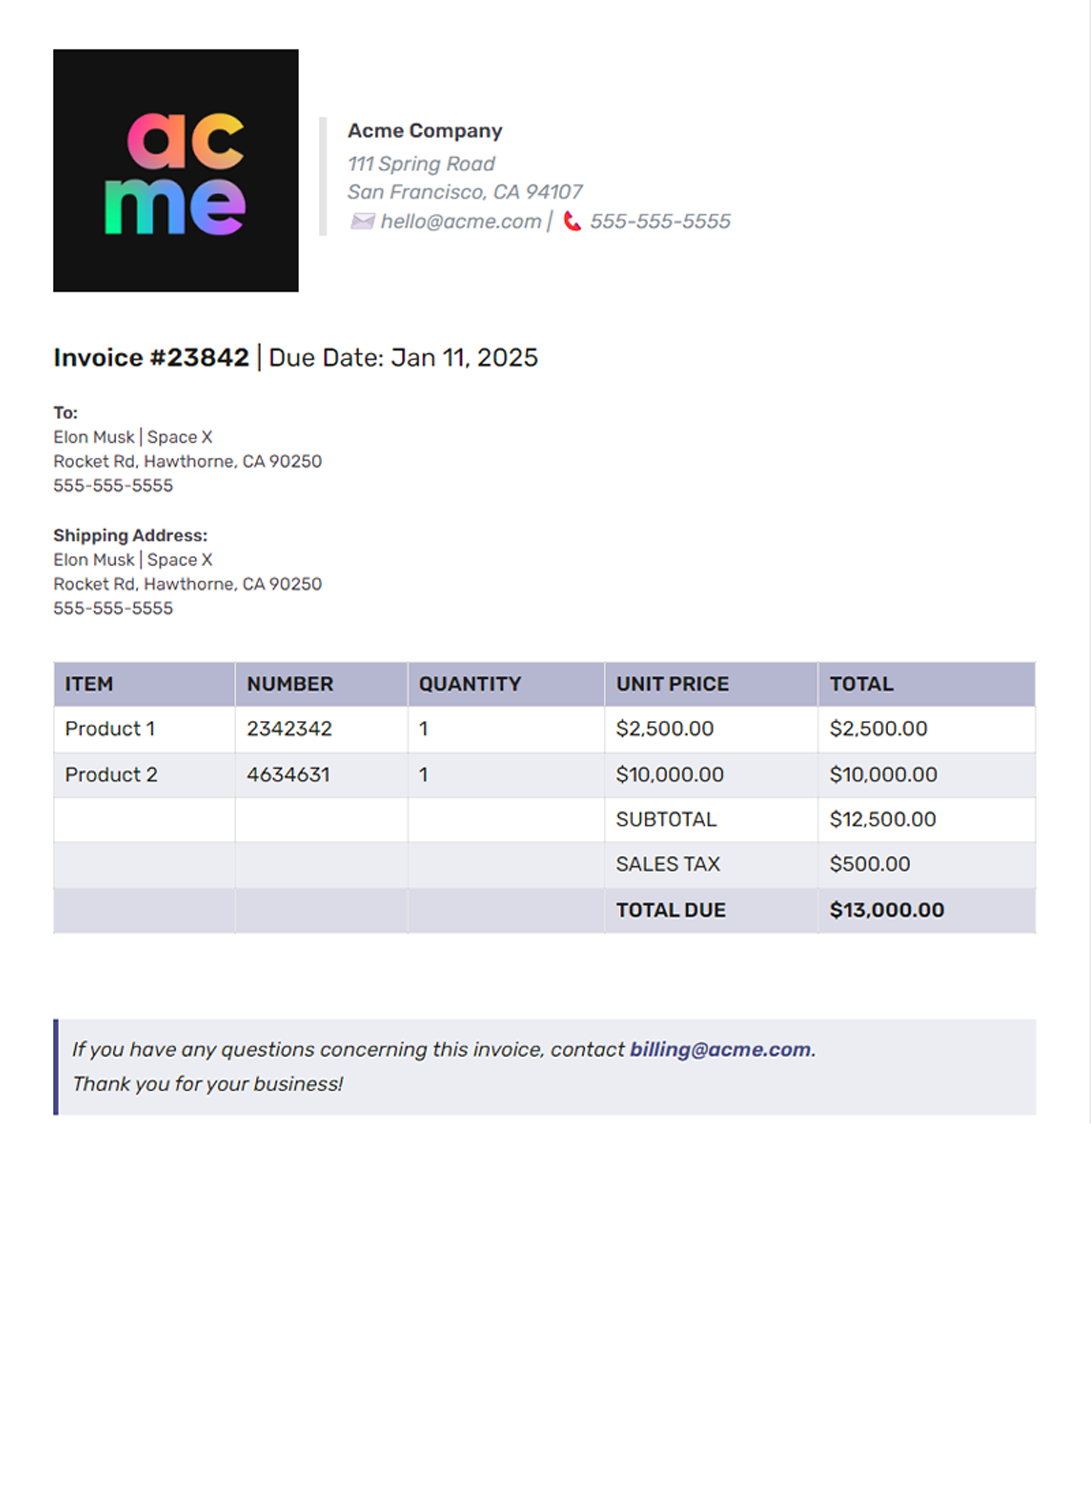 ac
me
Acme Company
111 Spring Road
San Francisco, CA 94107
✉️ hello@acme.com | 📞 555-555-5555
Invoice #23842 | Due Date: Jan 11, 2025
To:
Elon Musk | Space X
Rocket Rd, Hawthorne, CA 90250
555-555-5555
Shipping Address:
Elon Musk | Space X
Rocket Rd, Hawthorne, CA 90250
555-555-5555
ITEM NUMBER QUANTITY UNIT PRICE TOTAL
Product 1 2342342 1 $2,500.00 $2,500.00
Product 2 4634631 1 $10,000.00 $10,000.00
SUBTOTAL $12,500.00
SALES TAX $500.00
TOTAL DUE $13,000.00
If you have any questions concerning this invoice, contact billing@acme.com.
Thank you for your business!